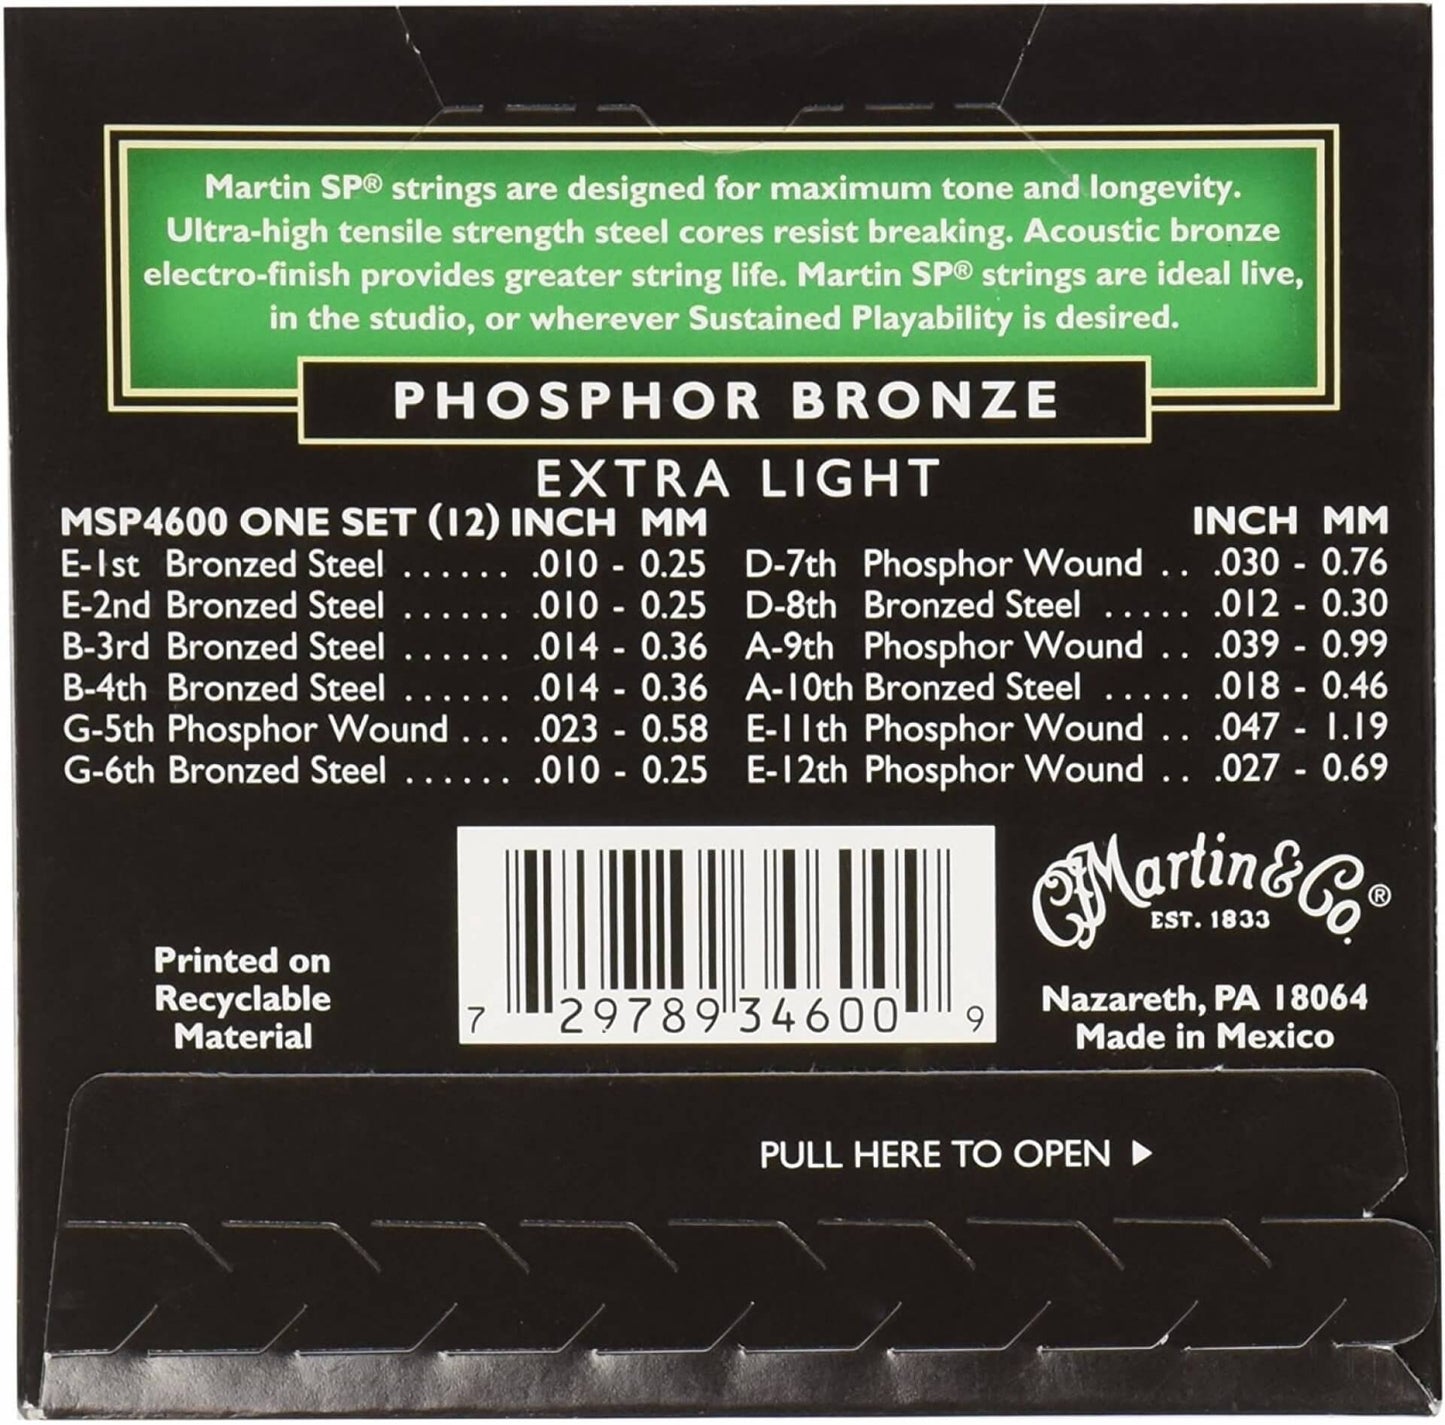 Martin SP® strings are designed for maximum tone and longevity.
Ultra-high tensile strength steel cores resist breaking. Acoustic bronze
electro-finish provides greater string life. Martin SP® strings are ideal live,
in the studio, or wherever Sustained Playability is desired.
PHOSPHOR BRONZE
EXTRA LIGHT
MSP4600 ONE SET (12) INCH MM
E-1st Bronzed Steel ...... .010 - 0.25
E-2nd Bronzed Steel ...... .010 - 0.25
B-3rd Bronzed Steel ...... .014 - 0.36
B-4th Bronzed Steel ...... .014 - 0.36
G-5th Phosphor Wound ... .023 - 0.58
G-6th Bronzed Steel ...... .010 - 0.25
INCH MM
D-7th Phosphor Wound .. .030 - 0.76
D-8th Bronzed Steel ..... .012 - 0.30
A-9th Phosphor Wound .. .039 - 0.99
A-10th Bronzed Steel ..... .018 - 0.46
E-11th Phosphor Wound .. .047 - 1.19
E-12th Phosphor Wound .. .027 - 0.69
Printed on
Recyclable
Material
7 29789 34600 9
CF Martin & Co.®
EST. 1833
Nazareth, PA 18064
Made in Mexico
PULL HERE TO OPEN ▶